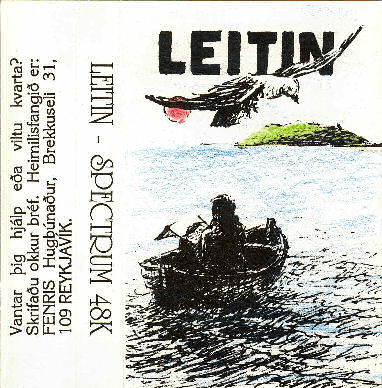 LEITIN
LEITIN - SPECTRUM 48K
Vantar þig hjálp eða viltu kvarta?
Skrifaðu okkur bréf. Heimilisfangið er:
FENRIS Hugbúnaður, Brekkuseli 31,
109 REYKJAVÍK.